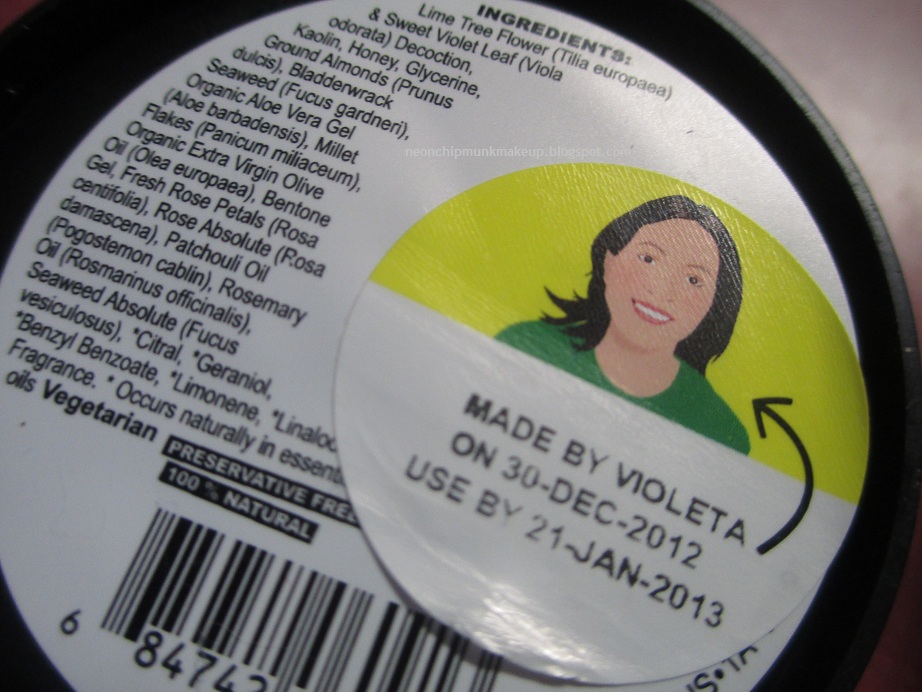 INGREDIENTS:
Lime Tree Flower (Tilia europaea)
& Sweet Violet Leaf (Viola
odorata) Decoction,
Kaolin, Honey, Glycerine,
Ground Almonds (Prunus
dulcis), Bladderwrack
Seaweed (Fucus gardneri),
Organic Aloe Vera Gel
(Aloe barbadensis), Millet
Flakes (Panicum miliaceum),
Organic Extra Virgin Olive
Oil (Olea europaea), Bentone
Gel, Fresh Rose Petals (Rosa
centifolia), Rose Absolute (Rosa
damascena), Patchouli Oil
(Pogostemon cablin), Rosemary
Oil (Rosmarinus officinalis),
Seaweed Absolute (Fucus
vesiculosus), *Citral, *Geraniol,
*Benzyl Benzoate, *Limonene, *Linaloo
Fragrance. * Occurs naturally in essent
oils Vegetarian
PRESERVATIVE FREE
100 % NATURAL
6 84742
neonchipmunkmakeup.blogspot.com
MADE BY VIOLETA
ON 30-DEC-2012
USE BY 21-JAN-2013